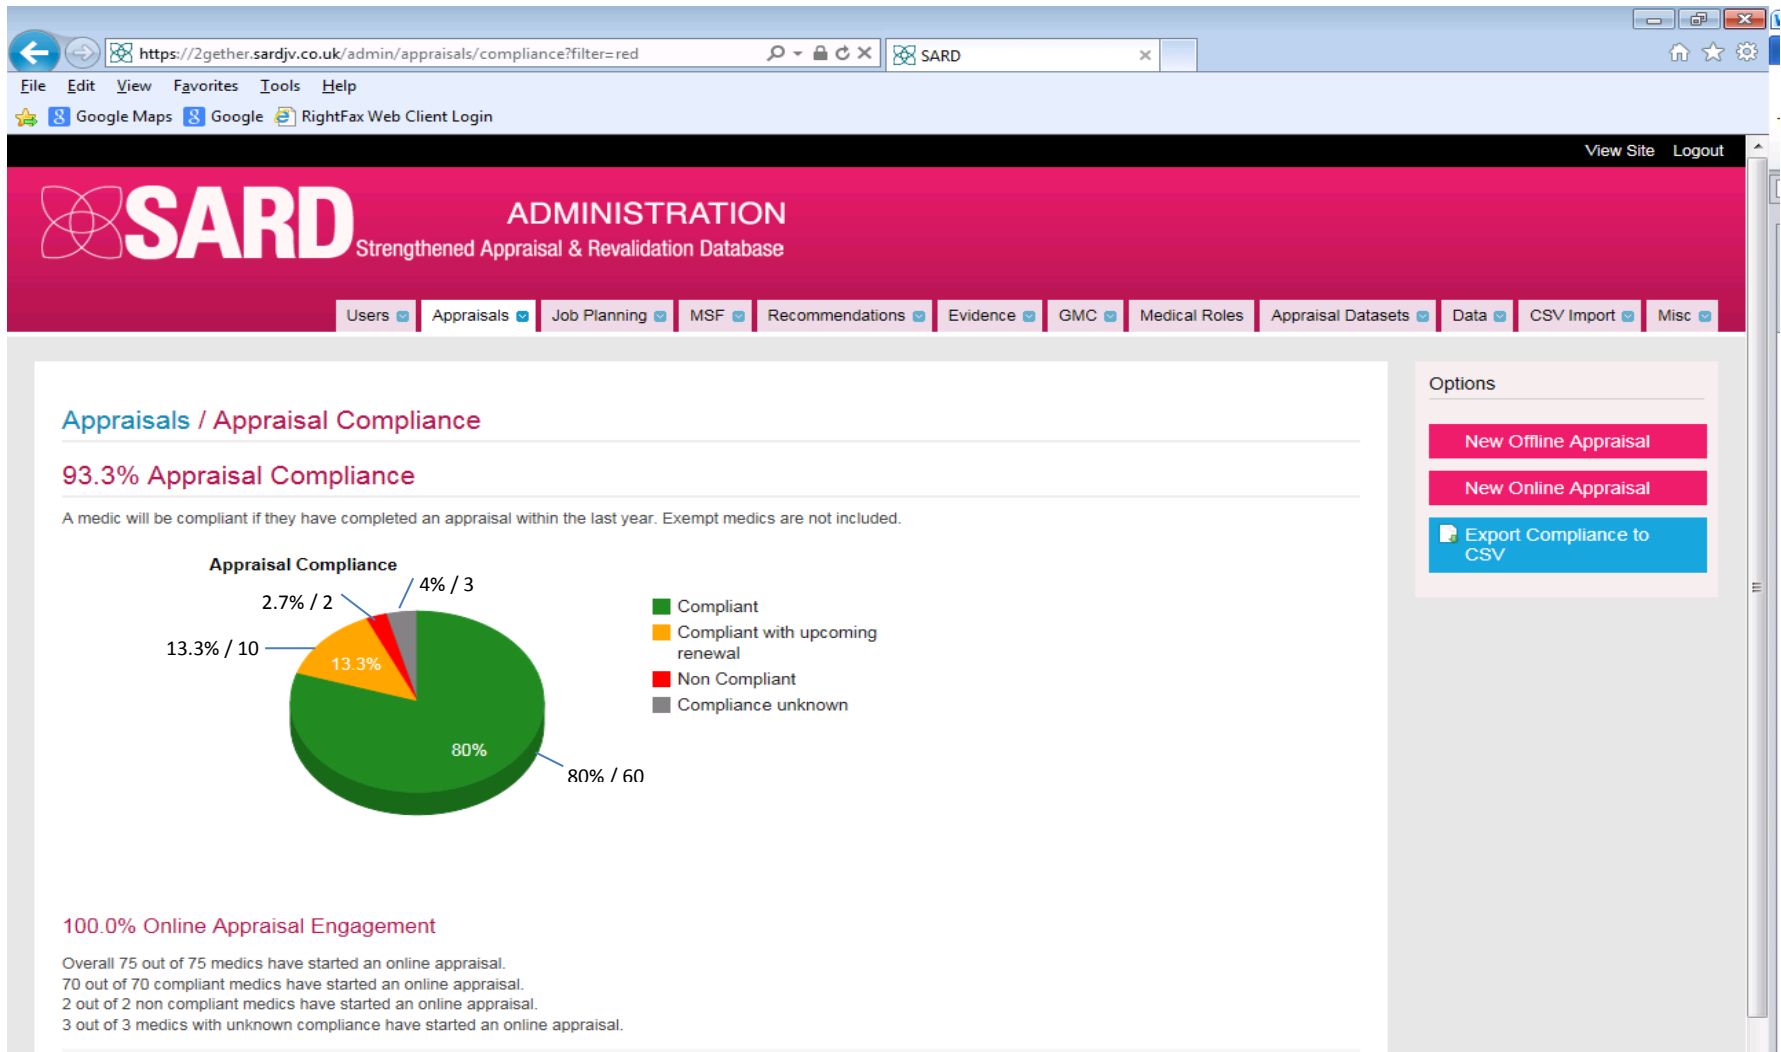 https://2gether.sardjv.co.uk/admin/appraisals/compliance?filter=red
SARD
File Edit View Favorites Tools Help
Google Maps Google RightFax Web Client Login
View Site Logout
SARD
ADMINISTRATION
Strengthened Appraisal & Revalidation Database
Users Appraisals Job Planning MSF Recommendations Evidence GMC Medical Roles Appraisal Datasets Data CSV Import Misc
Appraisals / Appraisal Compliance
93.3% Appraisal Compliance
A medic will be compliant if they have completed an appraisal within the last year. Exempt medics are not included.
Appraisal Compliance
4% / 3
2.7% / 2
13.3% / 10
13.3%
80%
80% / 60
Compliant
Compliant with upcoming
renewal
Non Compliant
Compliance unknown
100.0% Online Appraisal Engagement
Overall 75 out of 75 medics have started an online appraisal.
70 out of 70 compliant medics have started an online appraisal.
2 out of 2 non compliant medics have started an online appraisal.
3 out of 3 medics with unknown compliance have started an online appraisal.
Options
New Offline Appraisal
New Online Appraisal
Export Compliance to
CSV